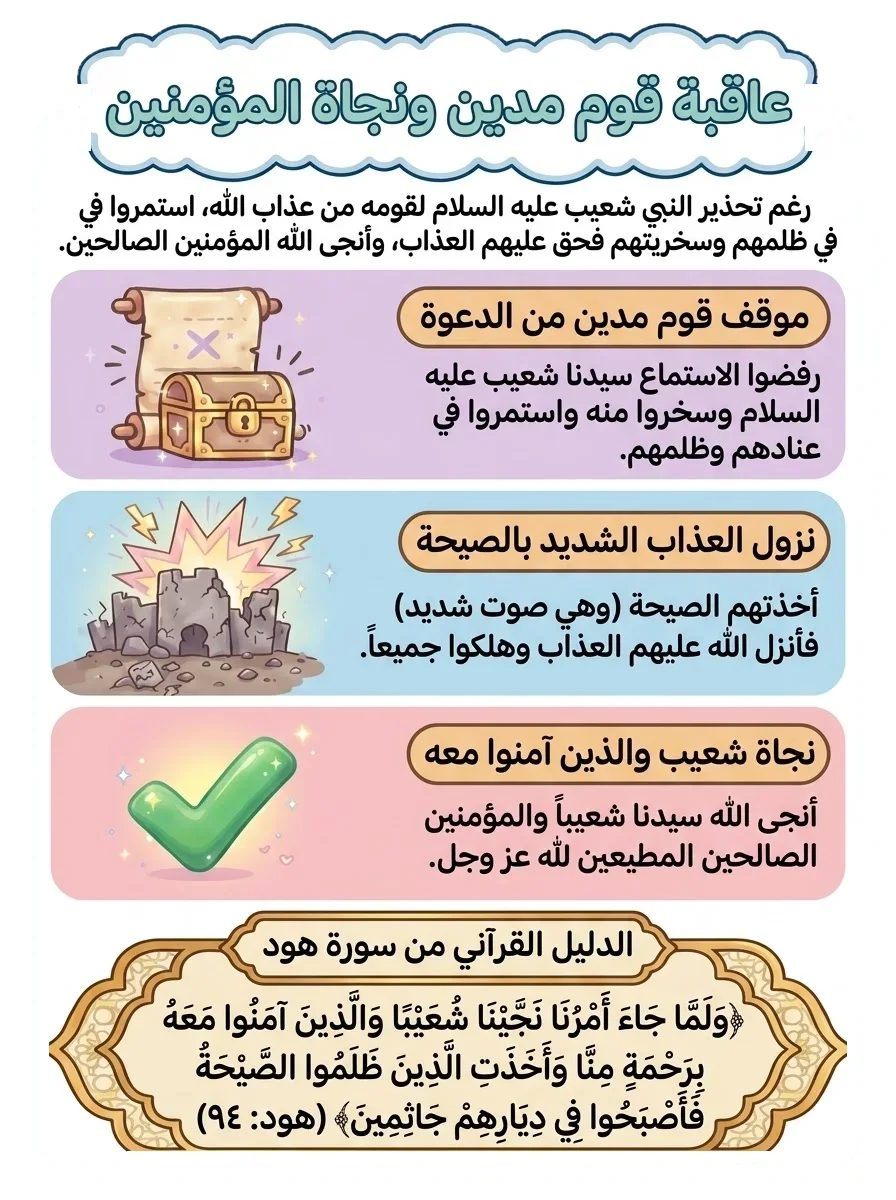 عاقبة قوم مدين ونجاة المؤمنين
رغم تحذير النبي شعيب عليه السلام لقومه من عذاب الله، استمروا في
في ظلمهم وسخريتهم فحق عليهم العذاب، وأنجى الله المؤمنين الصالحين.
موقف قوم مدين من الدعوة
رفضوا الاستماع سيدنا شعيب عليه
السلام وسخروا منه واستمروا في
عنادهم وظلمهم.
نزول العذاب الشديد بالصيحة
أخذتهم الصيحة (وهي صوت شديد)
فأنزل الله عليهم العذاب وهلكوا جميعاً.
نجاة شعيب والذين آمنوا معه
أنجى الله سيدنا شعيباً والمؤمنين
الصالحين المطيعين لله عز وجل.
الدليل القرآني من سورة هود
﴿وَلَمَّا جَاءَ أَمْرُنَا نَجَّيْنَا شُعَيْبًا وَالَّذِينَ آمَنُوا مَعَهُ
بِرَحْمَةٍ مِنَّا وَأَخَذَتِ الَّذِينَ ظَلَمُوا الصَّيْحَةُ
فَأَصْبَحُوا فِي دِيَارِهِمْ جَاثِمِينَ﴾ (هود: ٩٤)